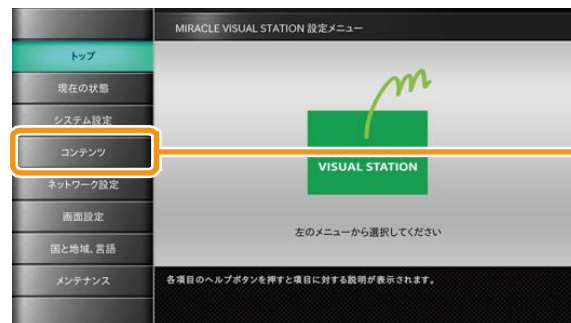 MIRACLE VISUAL STATION 設定メニュー
トップ
現在の状態
システム設定
コンテンツ
ネットワーク設定
画面設定
国と地域、言語
メンテナンス
m
VISUAL STATION
左のメニューから選択してください
各項目のヘルプボタンを押すと項目に対する説明が表示されます。